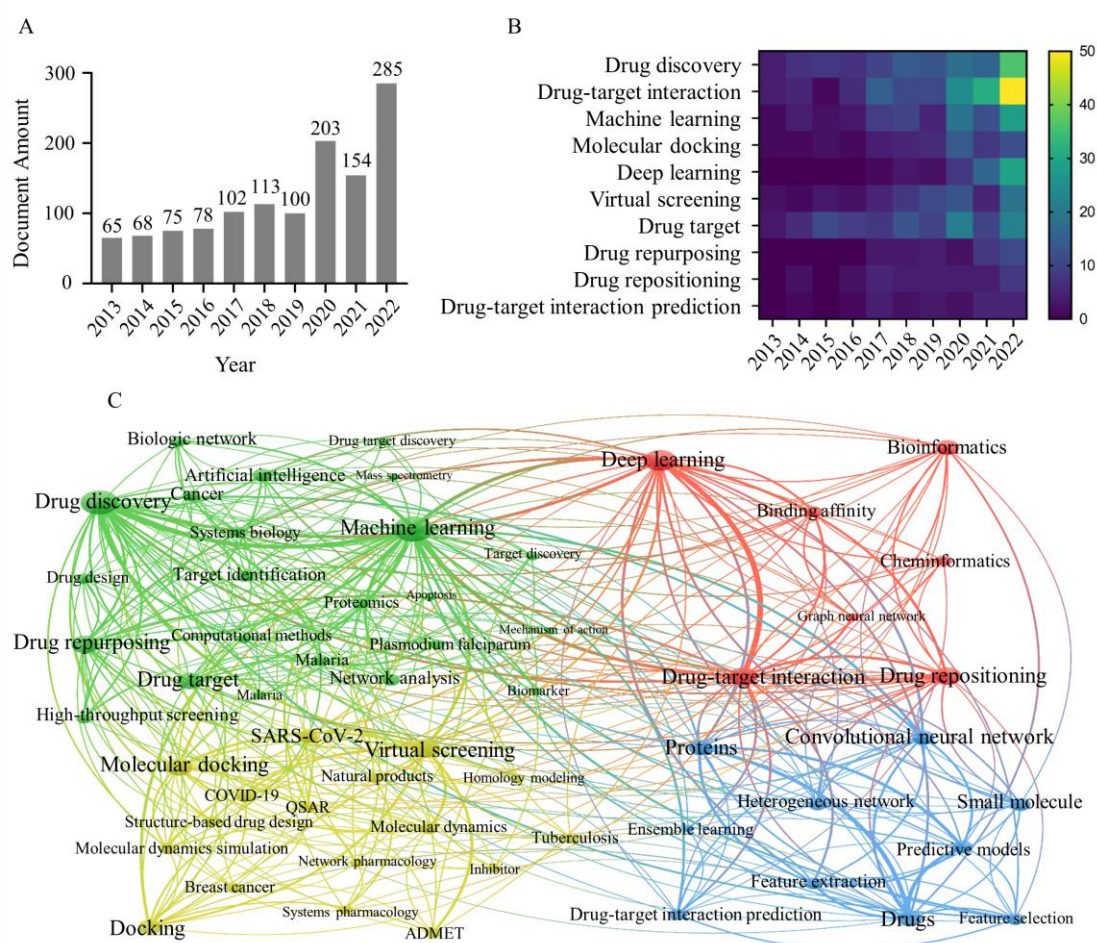 A
300
200
100
0
Document Amount
65
68
75
78
102
113
100
203
154
285
2013
2014
2015
2016
2017
2018
2019
2020
2021
2022
Year
B
Drug discovery
Drug-target interaction
Machine learning
Molecular docking
Deep learning
Virtual screening
Drug target
Drug repurposing
Drug repositioning
Drug-target interaction prediction
2013
2014
2015
2016
2017
2018
2019
2020
2021
2022
50
40
30
20
10
0
C
Biologic network
Drug target discovery
Bioinformatics
Artificial intelligence
Mass spectrometry
Deep learning
Drug discovery
Cancer
Systems biology
Machine learning
Binding affinity
Target discovery
Cheminformatics
Drug design
Target identification
Proteomics
Apoptosis
Graph neural network
Mechanism of action
Drug repurposing
Computational methods
Plasmodium falciparum
Malaria
Drug target
Network analysis
Malaria
Biomarker
Drug-target interaction
Drug repositioning
High-throughput screening
SARS-CoV-2
Virtual screening
Proteins
Convolutional neural network
Molecular docking
Natural products
Homology modeling
COVID-19
QSAR
Heterogeneous network
Small molecule
Structure-based drug design
Molecular dynamics
Tuberculosis
Ensemble learning
Molecular dynamics simulation
Network pharmacology
Inhibitor
Predictive models
Breast cancer
Feature extraction
Docking
Systems pharmacology
ADMET
Drug-target interaction prediction
Drugs
Feature selection